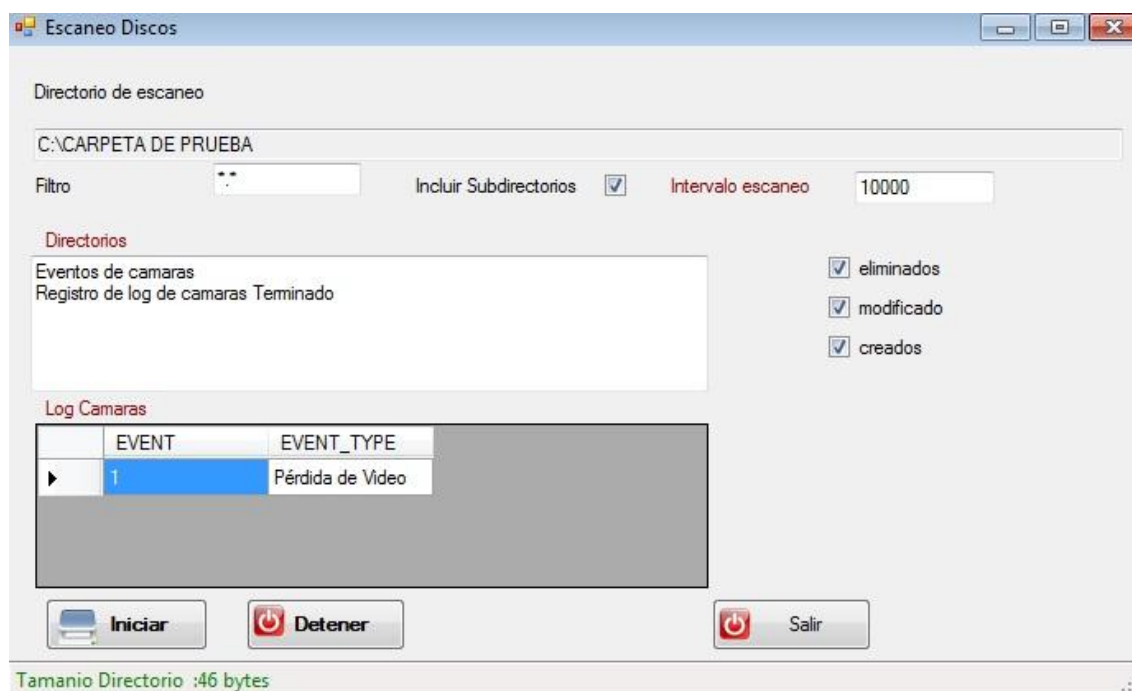 Escaneo Discos
Directorio de escaneo
C:\CARPETA DE PRUEBA
Filtro *.* Incluir Subdirectorios Intervalo escaneo 10000
Directorios
Eventos de camaras
Registro de log de camaras Terminado
eliminados
modificado
creados
Log Camaras
EVENT EVENT_TYPE
1 Pérdida de Video
Iniciar Detener Salir
Tamanio Directorio :46 bytes